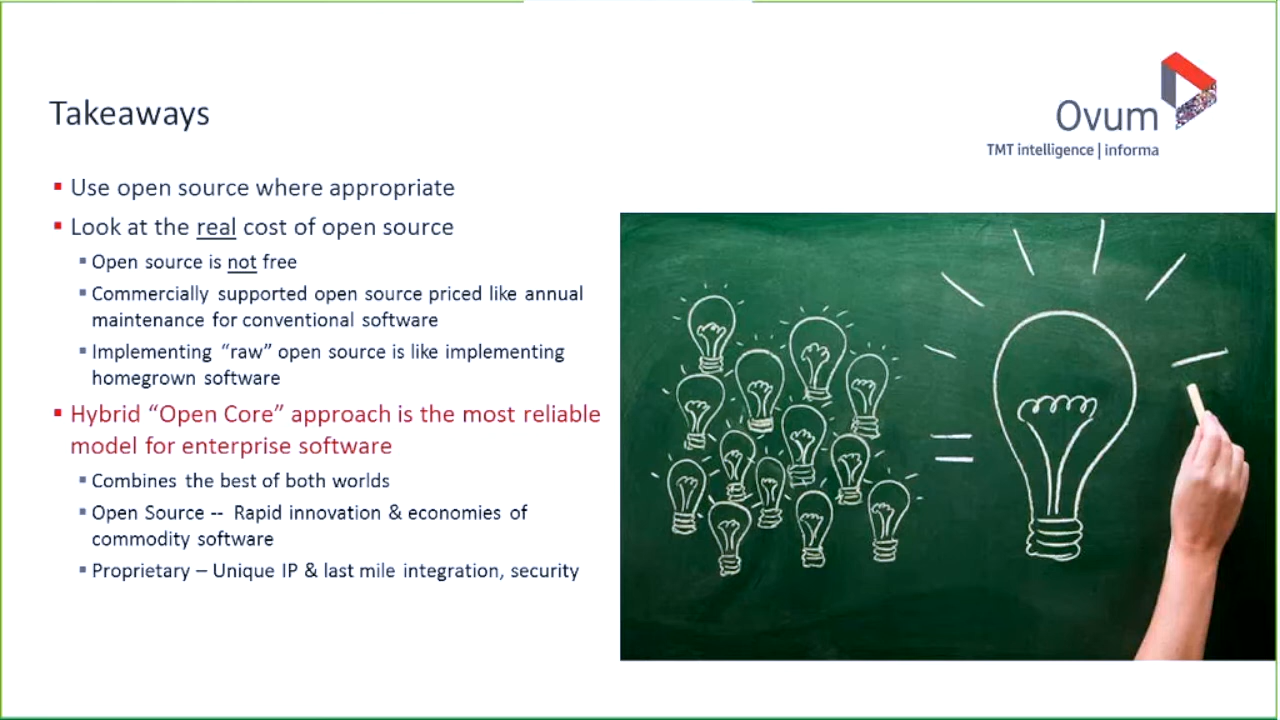 Takeaways
Ovum
TMT intelligence | informa
▪ Use open source where appropriate
▪ Look at the real cost of open source
▪ Open source is not free
▪ Commercially supported open source priced like annual
maintenance for conventional software
▪ Implementing “raw” open source is like implementing
homegrown software
▪ Hybrid “Open Core” approach is the most reliable
model for enterprise software
▪ Combines the best of both worlds
▪ Open Source -- Rapid innovation & economies of
commodity software
▪ Proprietary – Unique IP & last mile integration, security
=